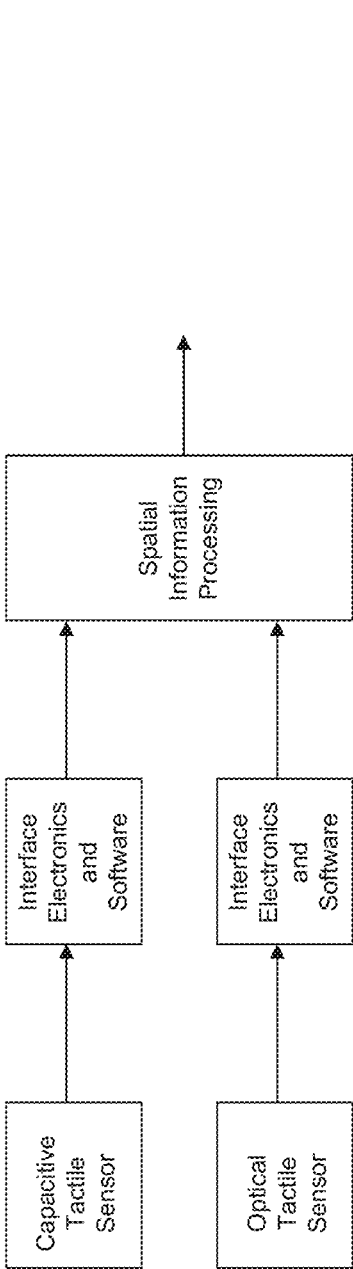 Capacitive
Tactile
Sensor
Interface
Electronics
and
Software
Optical
Tactile
Sensor
Interface
Electronics
and
Software
Spatial
Information
Processing